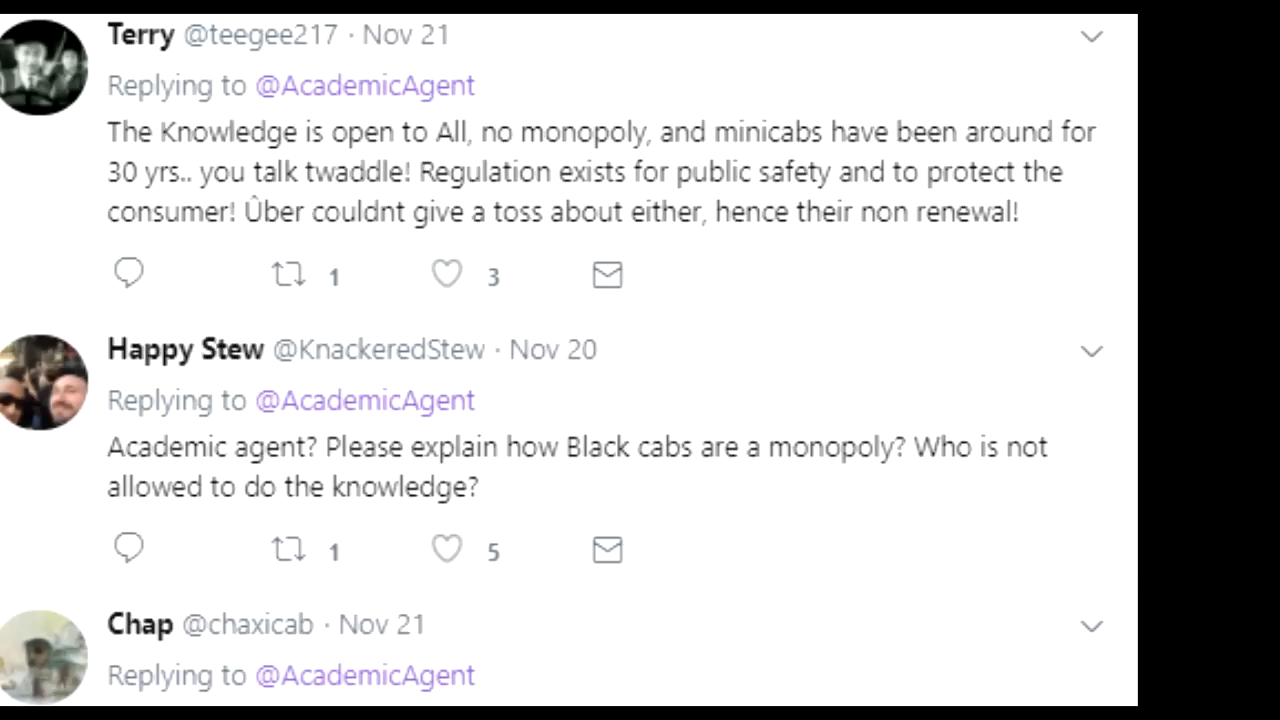 Terry @teegee217 · Nov 21
Replying to @AcademicAgent
The Knowledge is open to All, no monopoly, and minicabs have been around for
30 yrs.. you talk twaddle! Regulation exists for public safety and to protect the
consumer! Ûber couldnt give a toss about either, hence their non renewal!
1 3
Happy Stew @KnackeredStew · Nov 20
Replying to @AcademicAgent
Academic agent? Please explain how Black cabs are a monopoly? Who is not
allowed to do the knowledge?
1 5
Chap @chaxicab · Nov 21
Replying to @AcademicAgent